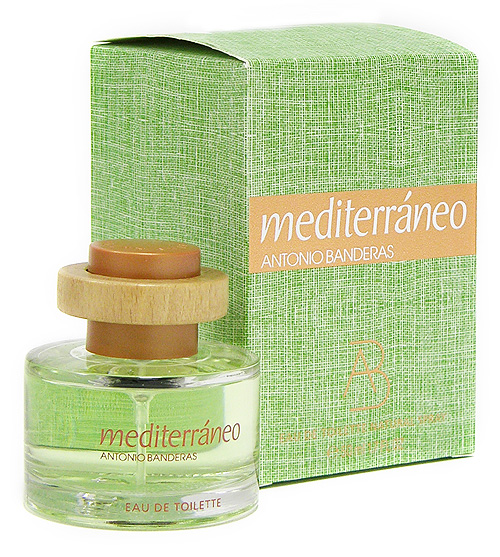 mediterráneo
ANTONIO BANDERAS
AB
mediterráneo
ANTONIO BANDERAS
EAU DE TOILETTE